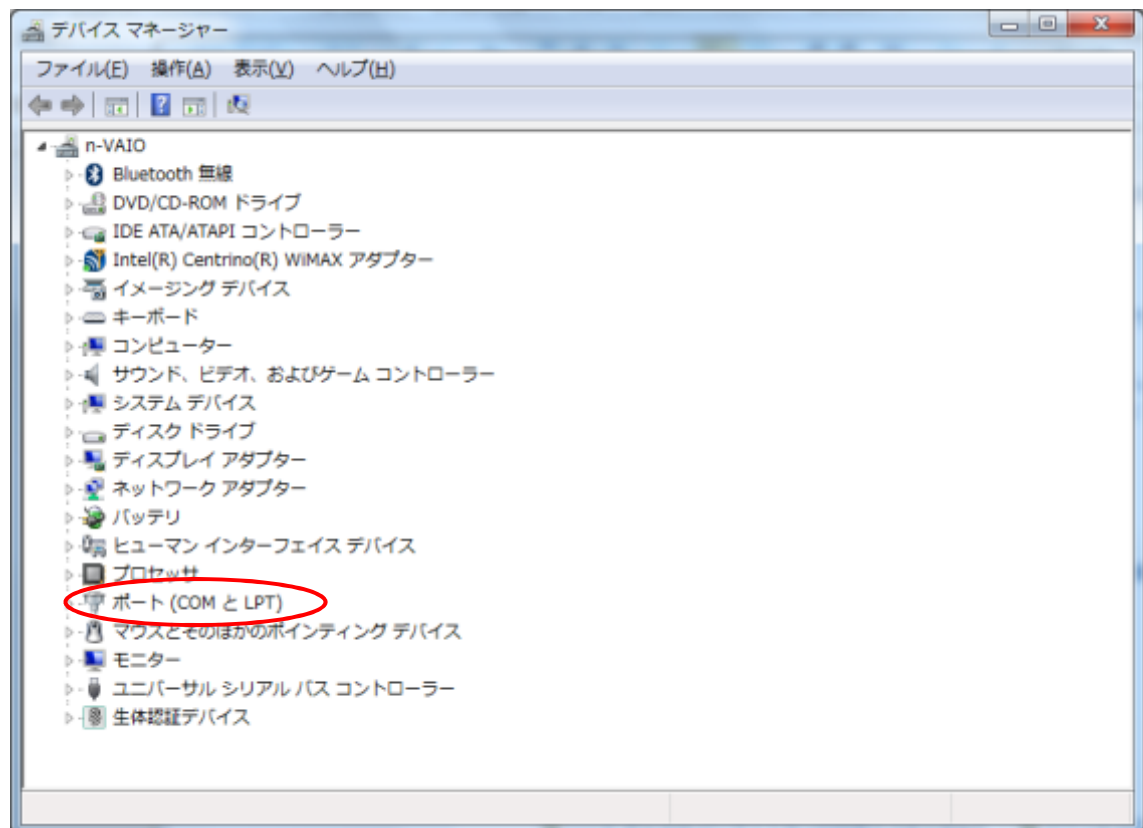 デバイス マネージャー
ファイル(F) 操作(A) 表示(V) ヘルプ(H)
n-VAIO
Bluetooth 無線
DVD/CD-ROM ドライブ
IDE ATA/ATAPI コントローラー
Intel(R) Centrino(R) WiMAX アダプター
イメージング デバイス
キーボード
コンピューター
サウンド、ビデオ、およびゲーム コントローラー
システム デバイス
ディスク ドライブ
ディスプレイ アダプター
ネットワーク アダプター
バッテリ
ヒューマン インターフェイス デバイス
プロセッサ
ポート (COM と LPT)
マウスとそのほかのポインティング デバイス
モニター
ユニバーサル シリアル バス コントローラー
生体認証デバイス